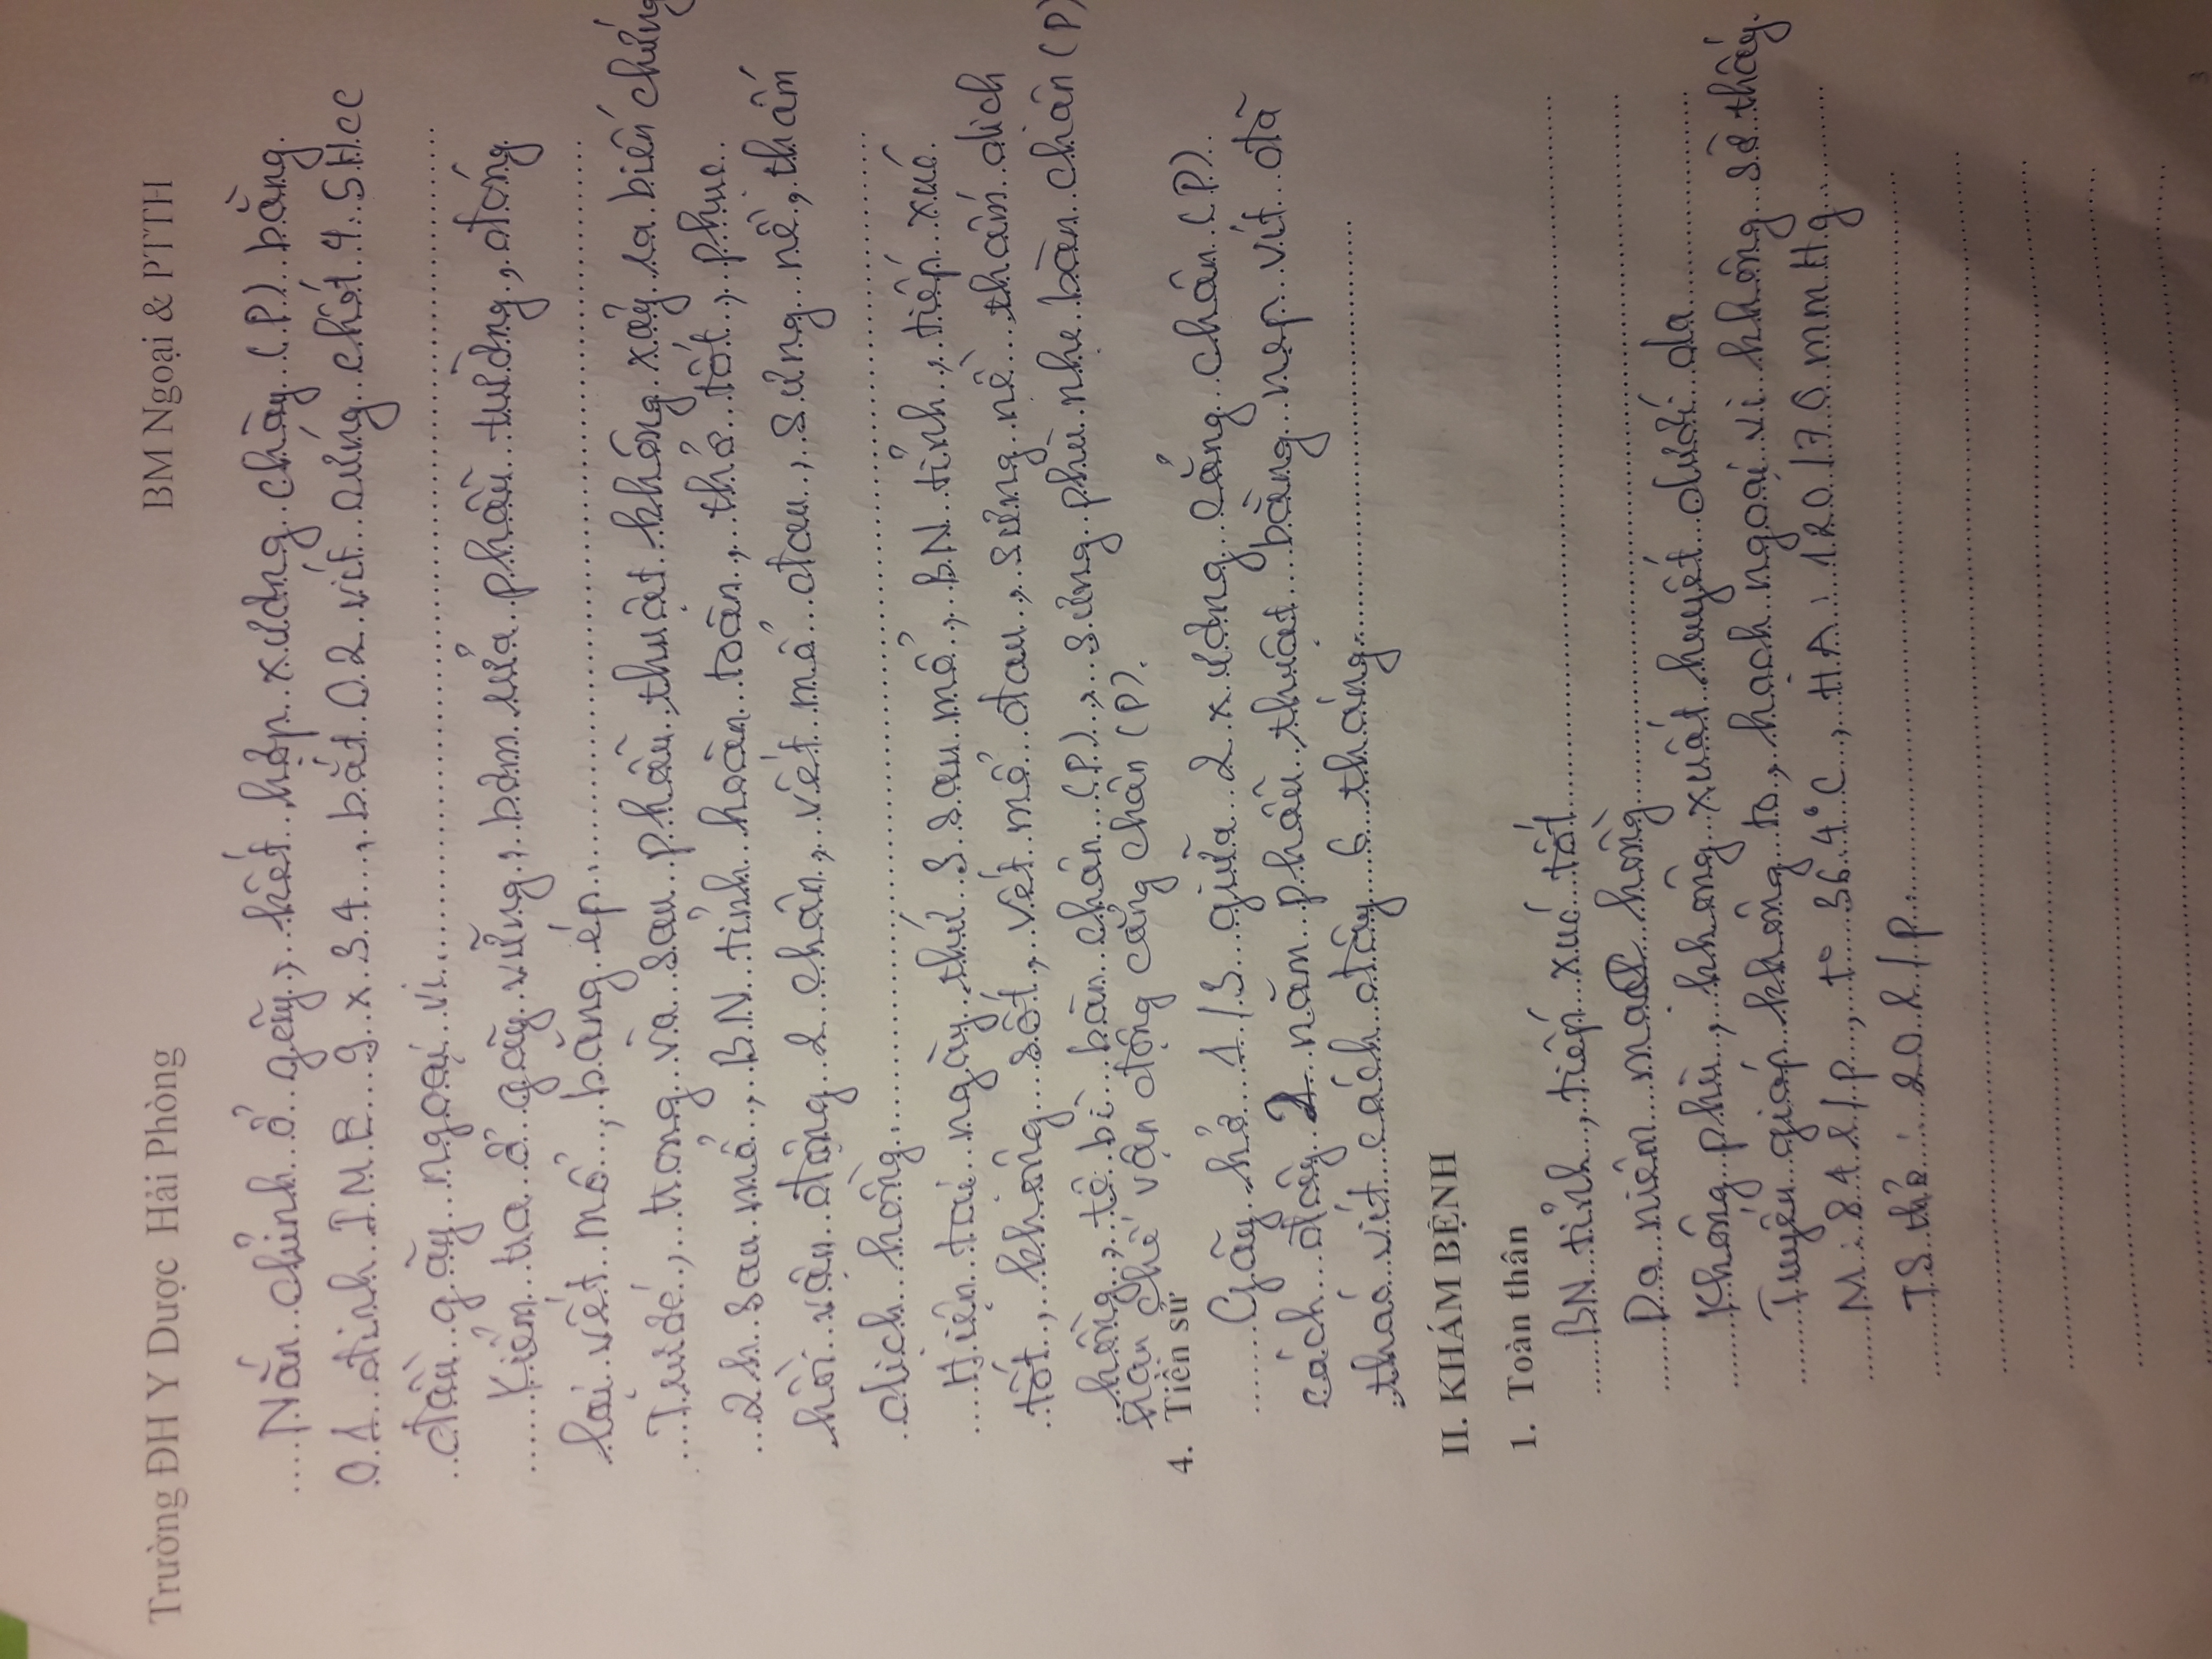 Trường ĐH Y Dược Hải Phòng BM Ngoại & PTTH
Nắn chỉnh ổ gãy, kết hợp xương chày (P) bằng
01 đinh I.M.E 9 x 34, bắt 02 vít cứng chốt 4.5Hcc
đầu gãy ngoại vi
Kiểm tra ổ gãy vững, bơm rửa phẫu trường, đóng
lại vết mổ, băng ép.
Trước, trong và sau phẫu thuật không xảy ra biến chứng
2h sau mổ, BN tỉnh hoàn toàn, thở tốt, phục
hồi vận động 2 chân, vết mổ đau, sưng nề, thấm
dịch hồng.
Hiện tại ngày thứ 3 sau mổ, BN tỉnh, tiếp xúc
tốt, không sốt, vết mổ đau, sưng nề thấm dịch
hồng, tê bì bàn chân (P), sưng phù nhẹ bàn chân (P)
hạn chế vận động cẳng chân (P).
4. Tiền sử
Gãy hở 1/3 giữa 2 xương cẳng chân (P)
cách đây 2 năm phẫu thuật bằng nẹp vít đã
tháo vít cách đây 6 tháng.
II. KHÁM BỆNH
1. Toàn thân
BN tỉnh, tiếp xúc tốt
Da niêm mạc hồng
Không phù, không xuất huyết dưới da
Tuyến giáp không to, hạch ngoại vi không sờ thấy.
M: 84 l/p, t° 36.4°C, HA: 120/70 mmHg
TS thở: 20 l/p.
3